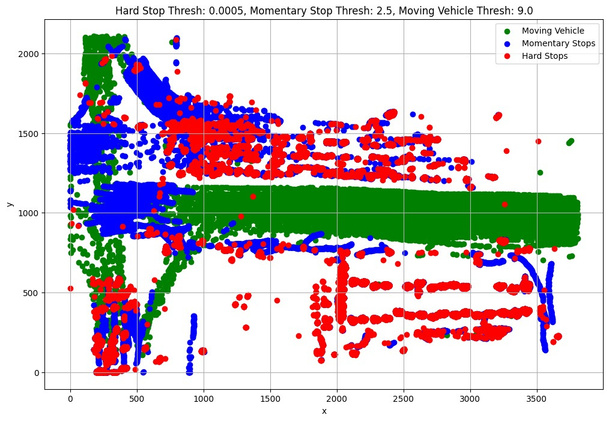 Hard Stop Thresh: 0.0005, Momentary Stop Thresh: 2.5, Moving Vehicle Thresh: 9.0
Moving Vehicle
Momentary Stops
Hard Stops
2000
1500
1000
500
0
y
0
500
1000
1500
2000
2500
3000
3500
x